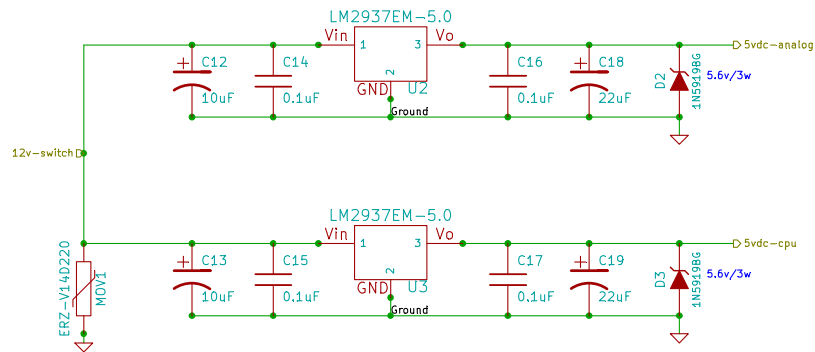 LM2937EM-5.0
Vin
Vo
1
3
2
GND
U2
Ground
C12
10uF
C14
0.1uF
C16
0.1uF
C18
22uF
D2
1N5919BG
5.6v/3w
5vdc-analog
12v-switch
LM2937EM-5.0
Vin
Vo
1
3
2
GND
U3
Ground
C13
10uF
C15
0.1uF
C17
0.1uF
C19
22uF
D3
1N5919BG
5.6v/3w
5vdc-cpu
ERZ-V14D220
MOV1